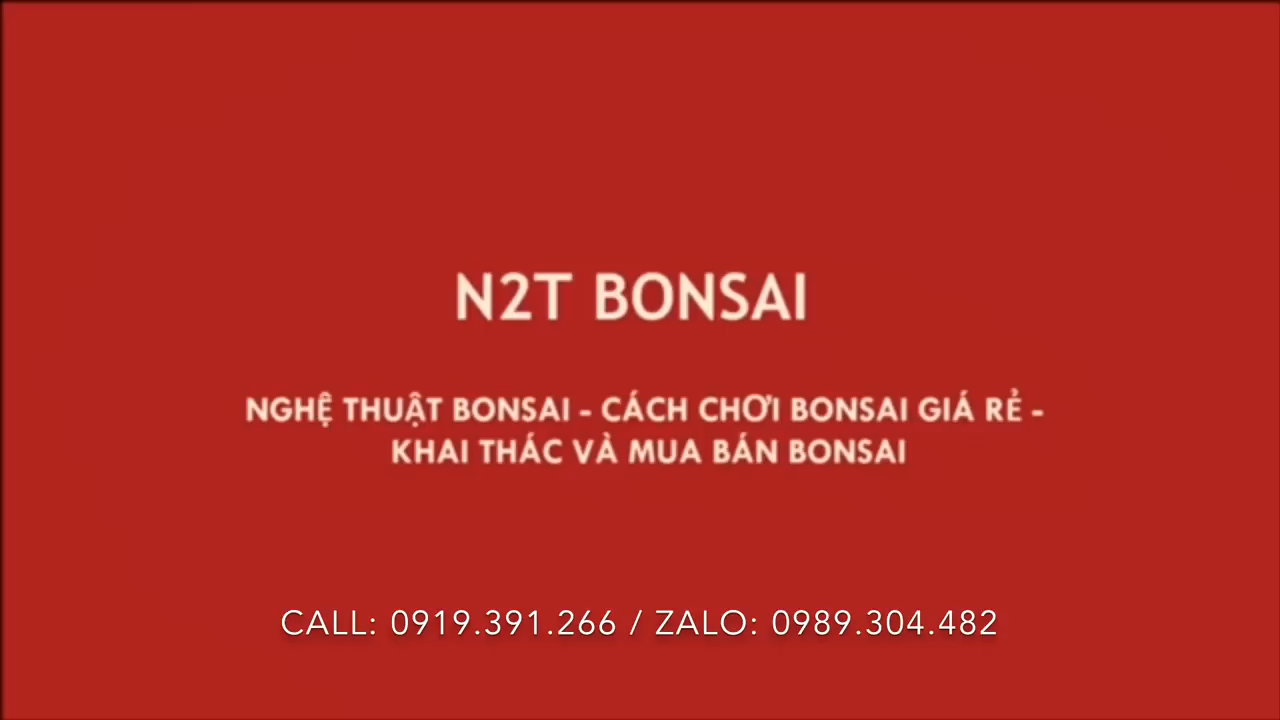 N2T BONSAI
NGHỆ THUẬT BONSAI - CÁCH CHƠI BONSAI GIÁ RẺ -
KHAI THÁC VÀ MUA BÁN BONSAI
CALL: 0919.391.266 / ZALO: 0989.304.482